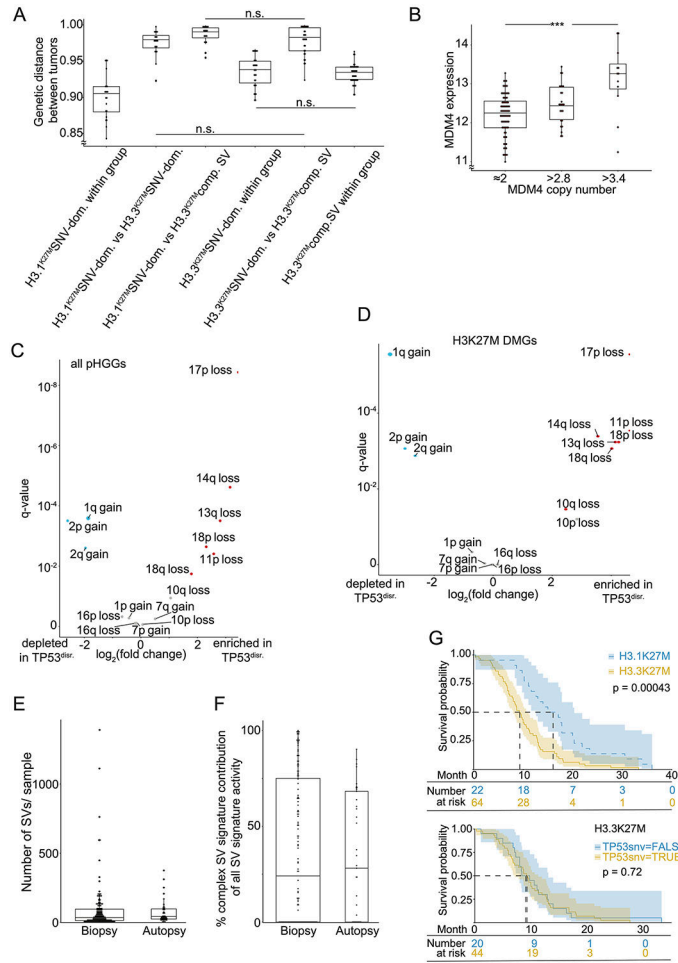 A
Genetic distance
between tumors
1.00
0.95
0.90
0.85
n.s.
n.s.
n.s.
H3.1K27MSNV-dom. within group
H3.1K27MSNV-dom. vs H3.3K27MSNV-dom.
H3.1K27MSNV-dom. vs H3.3K27Mcomp. SV
H3.3K27MSNV-dom. within group
H3.3K27MSNV-dom. vs H3.3K27Mcomp. SV
H3.3K27Mcomp.SV within group
B
MDM4 expression
14
13
12
11
***
≈2
>2.8
>3.4
MDM4 copy number
C
all pHGGs
q-value
10-8
10-6
10-4
10-2
0
17p loss
14q loss
13q loss
18p loss
11p loss
18q loss
10q loss
1q gain
2p gain
2q gain
1p gain
7q gain
16p loss
10p loss
16q loss
7p gain
-2
0
2
depleted
in TP53disr.
log2(fold change)
enriched in
TP53disr.
D
H3K27M DMGs
q-value
10-4
10-2
0
1q gain
17p loss
2p gain
2q gain
14q loss
11p loss
18p loss
13q loss
18q loss
10q loss
10p loss
1p gain
16q loss
7q gain
7p gain
16p loss
-2
0
2
depleted in
TP53disr.
log2(fold change)
enriched in
TP53disr.
E
Number of SVs/ sample
1000
500
0
Biopsy
Autopsy
F
% complex SV signature contribution
of all SV signature activity
100
50
0
Biopsy
Autopsy
G
Survival probability
1.00
0.75
0.50
0.25
H3.1K27M
H3.3K27M
p = 0.00043
Month 0 10 20 30 40
Number 22 18 7 3 0
at risk 64 28 4 1 0
Survival probability
1.00
0.75
0.50
0.25
0.00
H3.3K27M
TP53snv=FALS
TP53snv=TRUE
p = 0.72
Month 0 10 20 30
Number 20 9 1 0
at risk 44 19 3 0